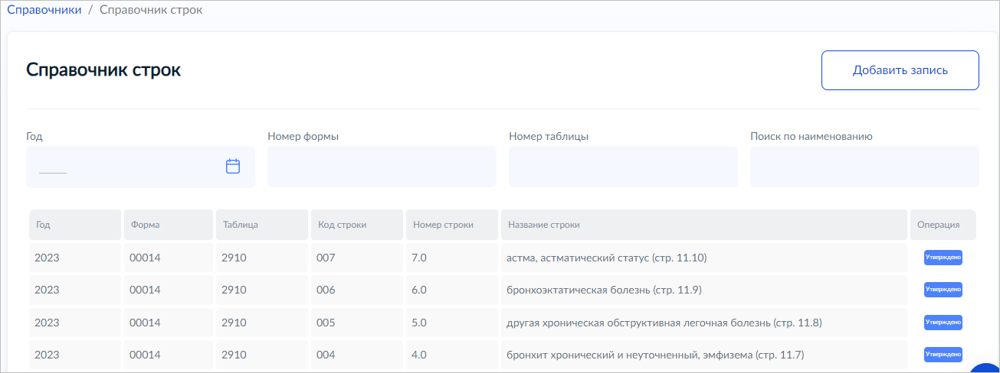 Справочники / Справочник строк
Справочник строк
Добавить запись
Год Номер формы Номер таблицы Поиск по наименованию
Год Форма Таблица Код строки Номер строки Название строки Операция
2023 00014 2910 007 7.0 астма, астматический статус (стр. 11.10) Утверждено
2023 00014 2910 006 6.0 бронхоэктатическая болезнь (стр. 11.9) Утверждено
2023 00014 2910 005 5.0 другая хроническая обструктивная легочная болезнь (стр. 11.8) Утверждено
2023 00014 2910 004 4.0 бронхит хронический и неуточненный, эмфизема (стр. 11.7) Утверждено